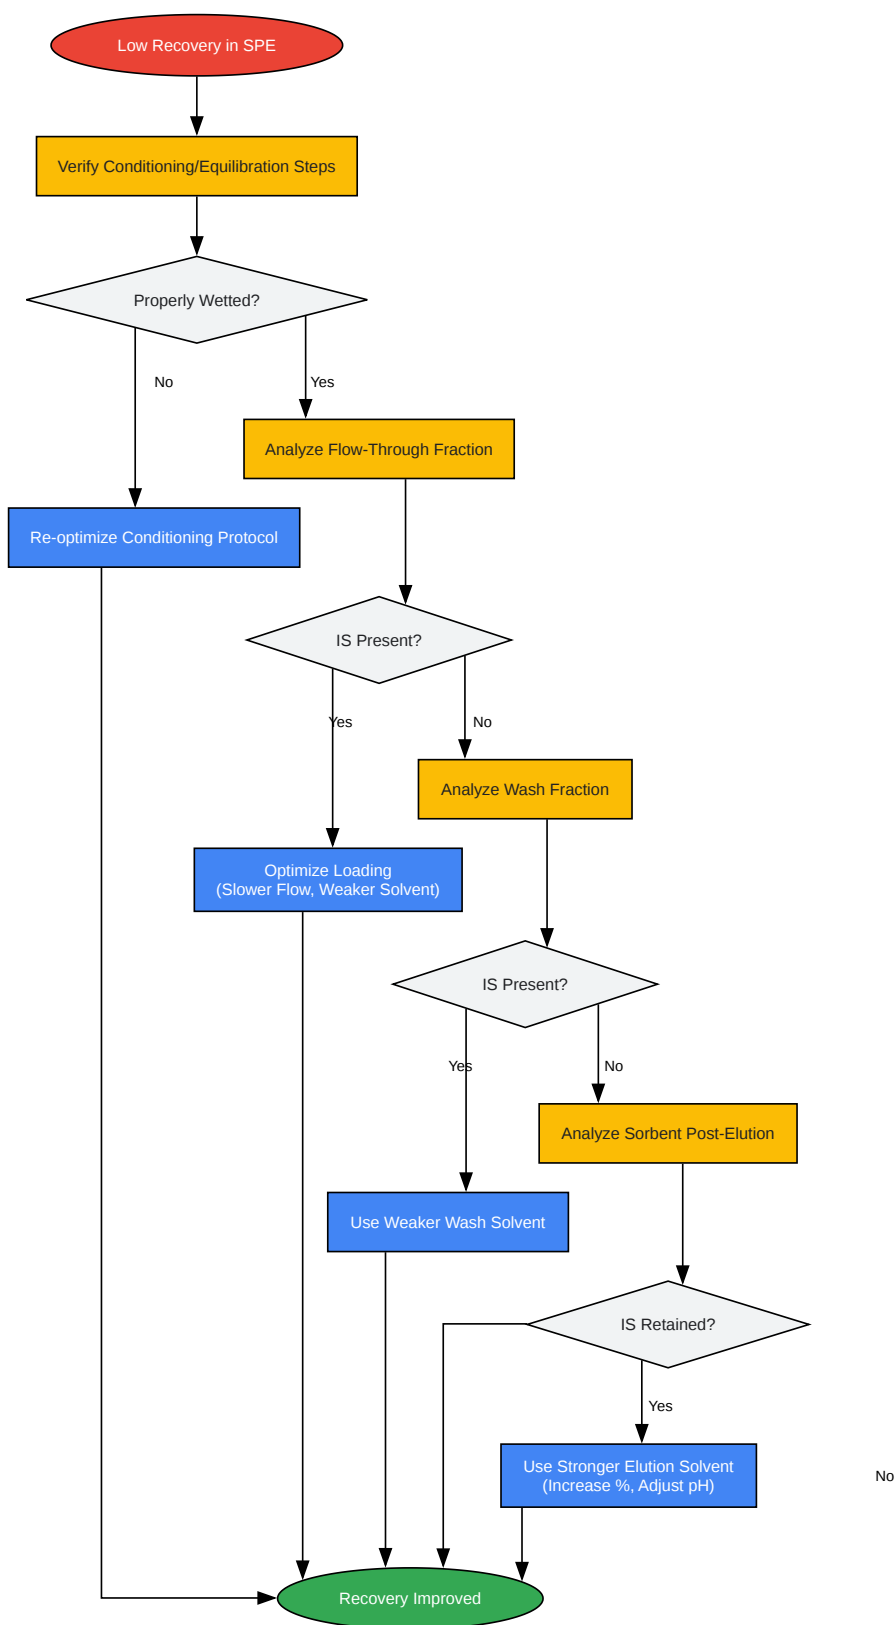 Low Recovery in SPE
Verify Conditioning/Equilibration Steps
Properly Wetted?
No
Yes
Analyze Flow-Through Fraction
Re-optimize Conditioning Protocol
IS Present?
Yes
No
Analyze Wash Fraction
Optimize Loading
(Slower Flow, Weaker Solvent)
IS Present?
Yes
No
Analyze Sorbent Post-Elution
Use Weaker Wash Solvent
IS Retained?
Yes
Use Stronger Elution Solvent
(Increase %, Adjust pH)
No
Recovery Improved